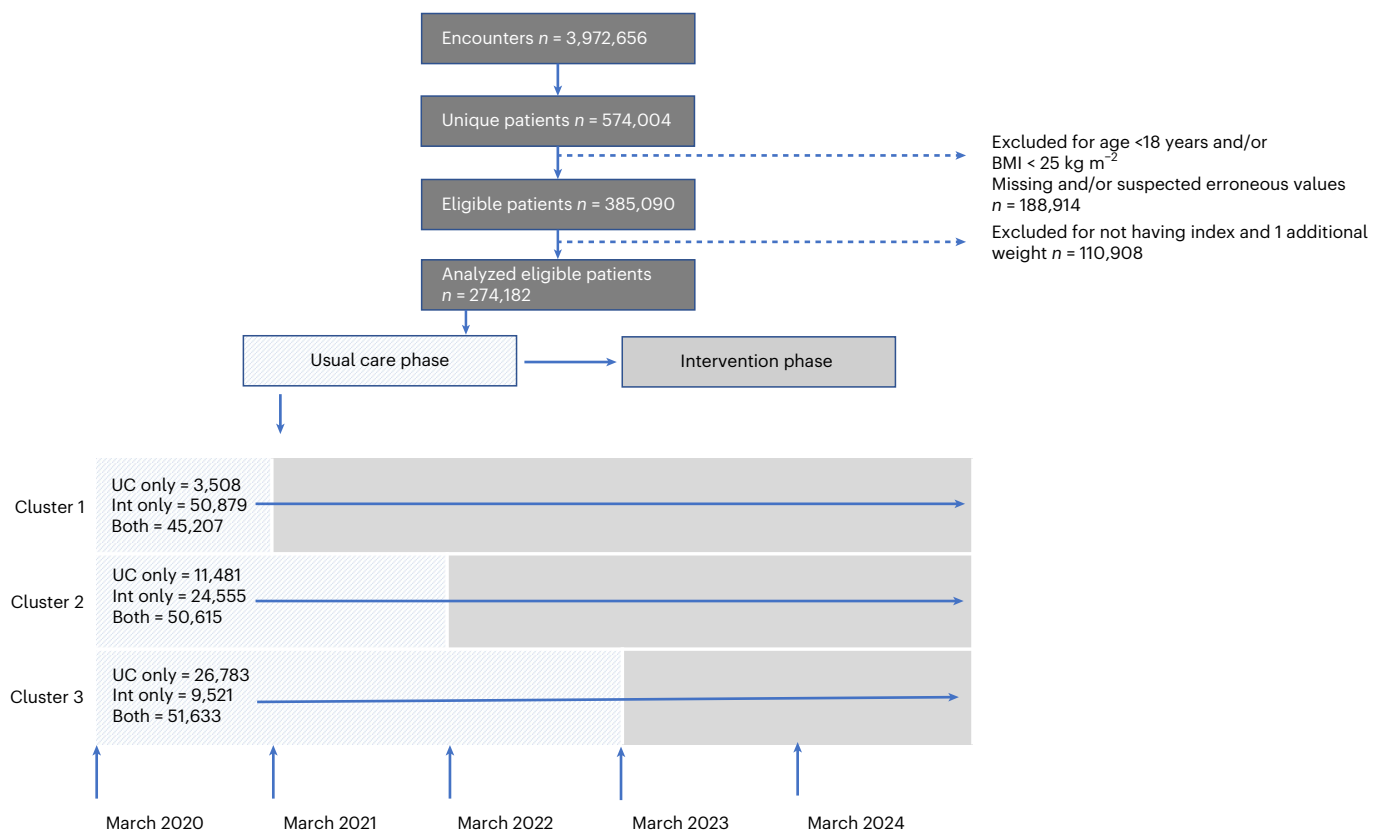 Encounters n = 3,972,656
Unique patients n = 574,004
Excluded for age <18 years and/or
BMI < 25 kg m⁻²
Missing and/or suspected erroneous values
n = 188,914
Eligible patients n = 385,090
Excluded for not having index and 1 additional
weight n = 110,908
Analyzed eligible patients
n = 274,182
Usual care phase
Intervention phase
Cluster 1
UC only = 3,508
Int only = 50,879
Both = 45,207
Cluster 2
UC only = 11,481
Int only = 24,555
Both = 50,615
Cluster 3
UC only = 26,783
Int only = 9,521
Both = 51,633
March 2020
March 2021
March 2022
March 2023
March 2024